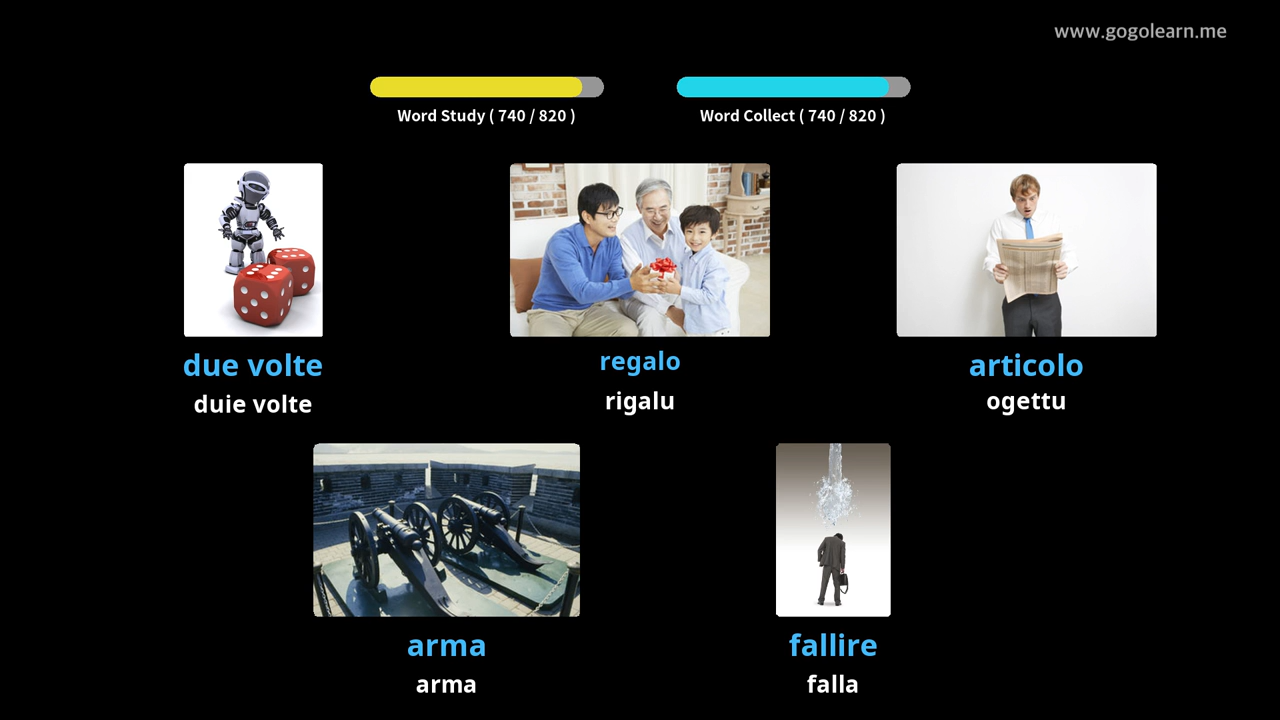 www.gogolearn.me
Word Study ( 740 / 820 )
Word Collect ( 740 / 820 )
due volte
duie volte
regalo
rigalu
articolo
ogettu
arma
arma
fallire
falla